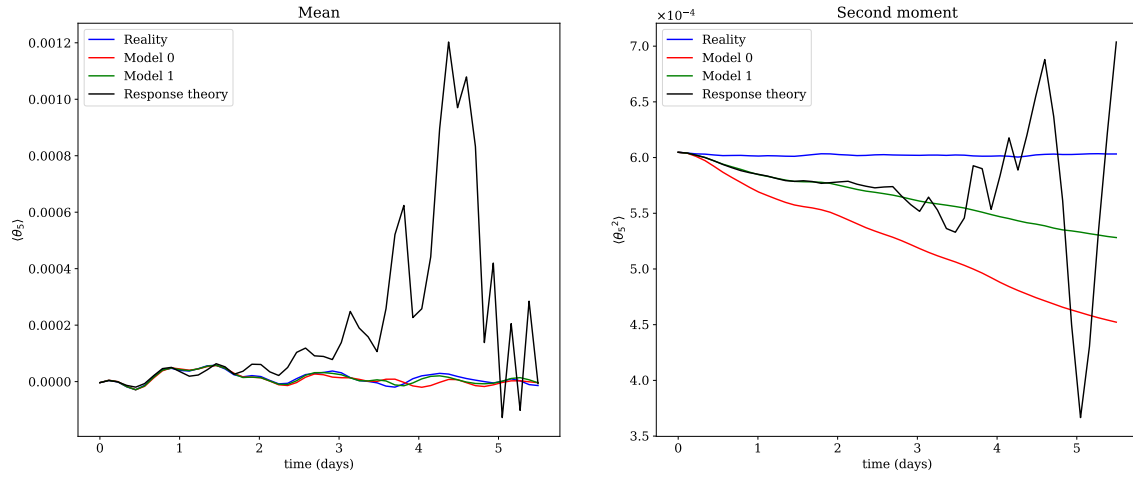 Mean
Reality
Model 0
Model 1
Response theory
0.0012
0.0010
0.0008
0.0006
0.0004
0.0002
0.0000
⟨θ₅⟩
0 1 2 3 4 5
time (days)
Second moment
×10⁻⁴
Reality
Model 0
Model 1
Response theory
7.0
6.5
6.0
5.5
5.0
4.5
4.0
3.5
⟨θ₅²⟩
0 1 2 3 4 5
time (days)